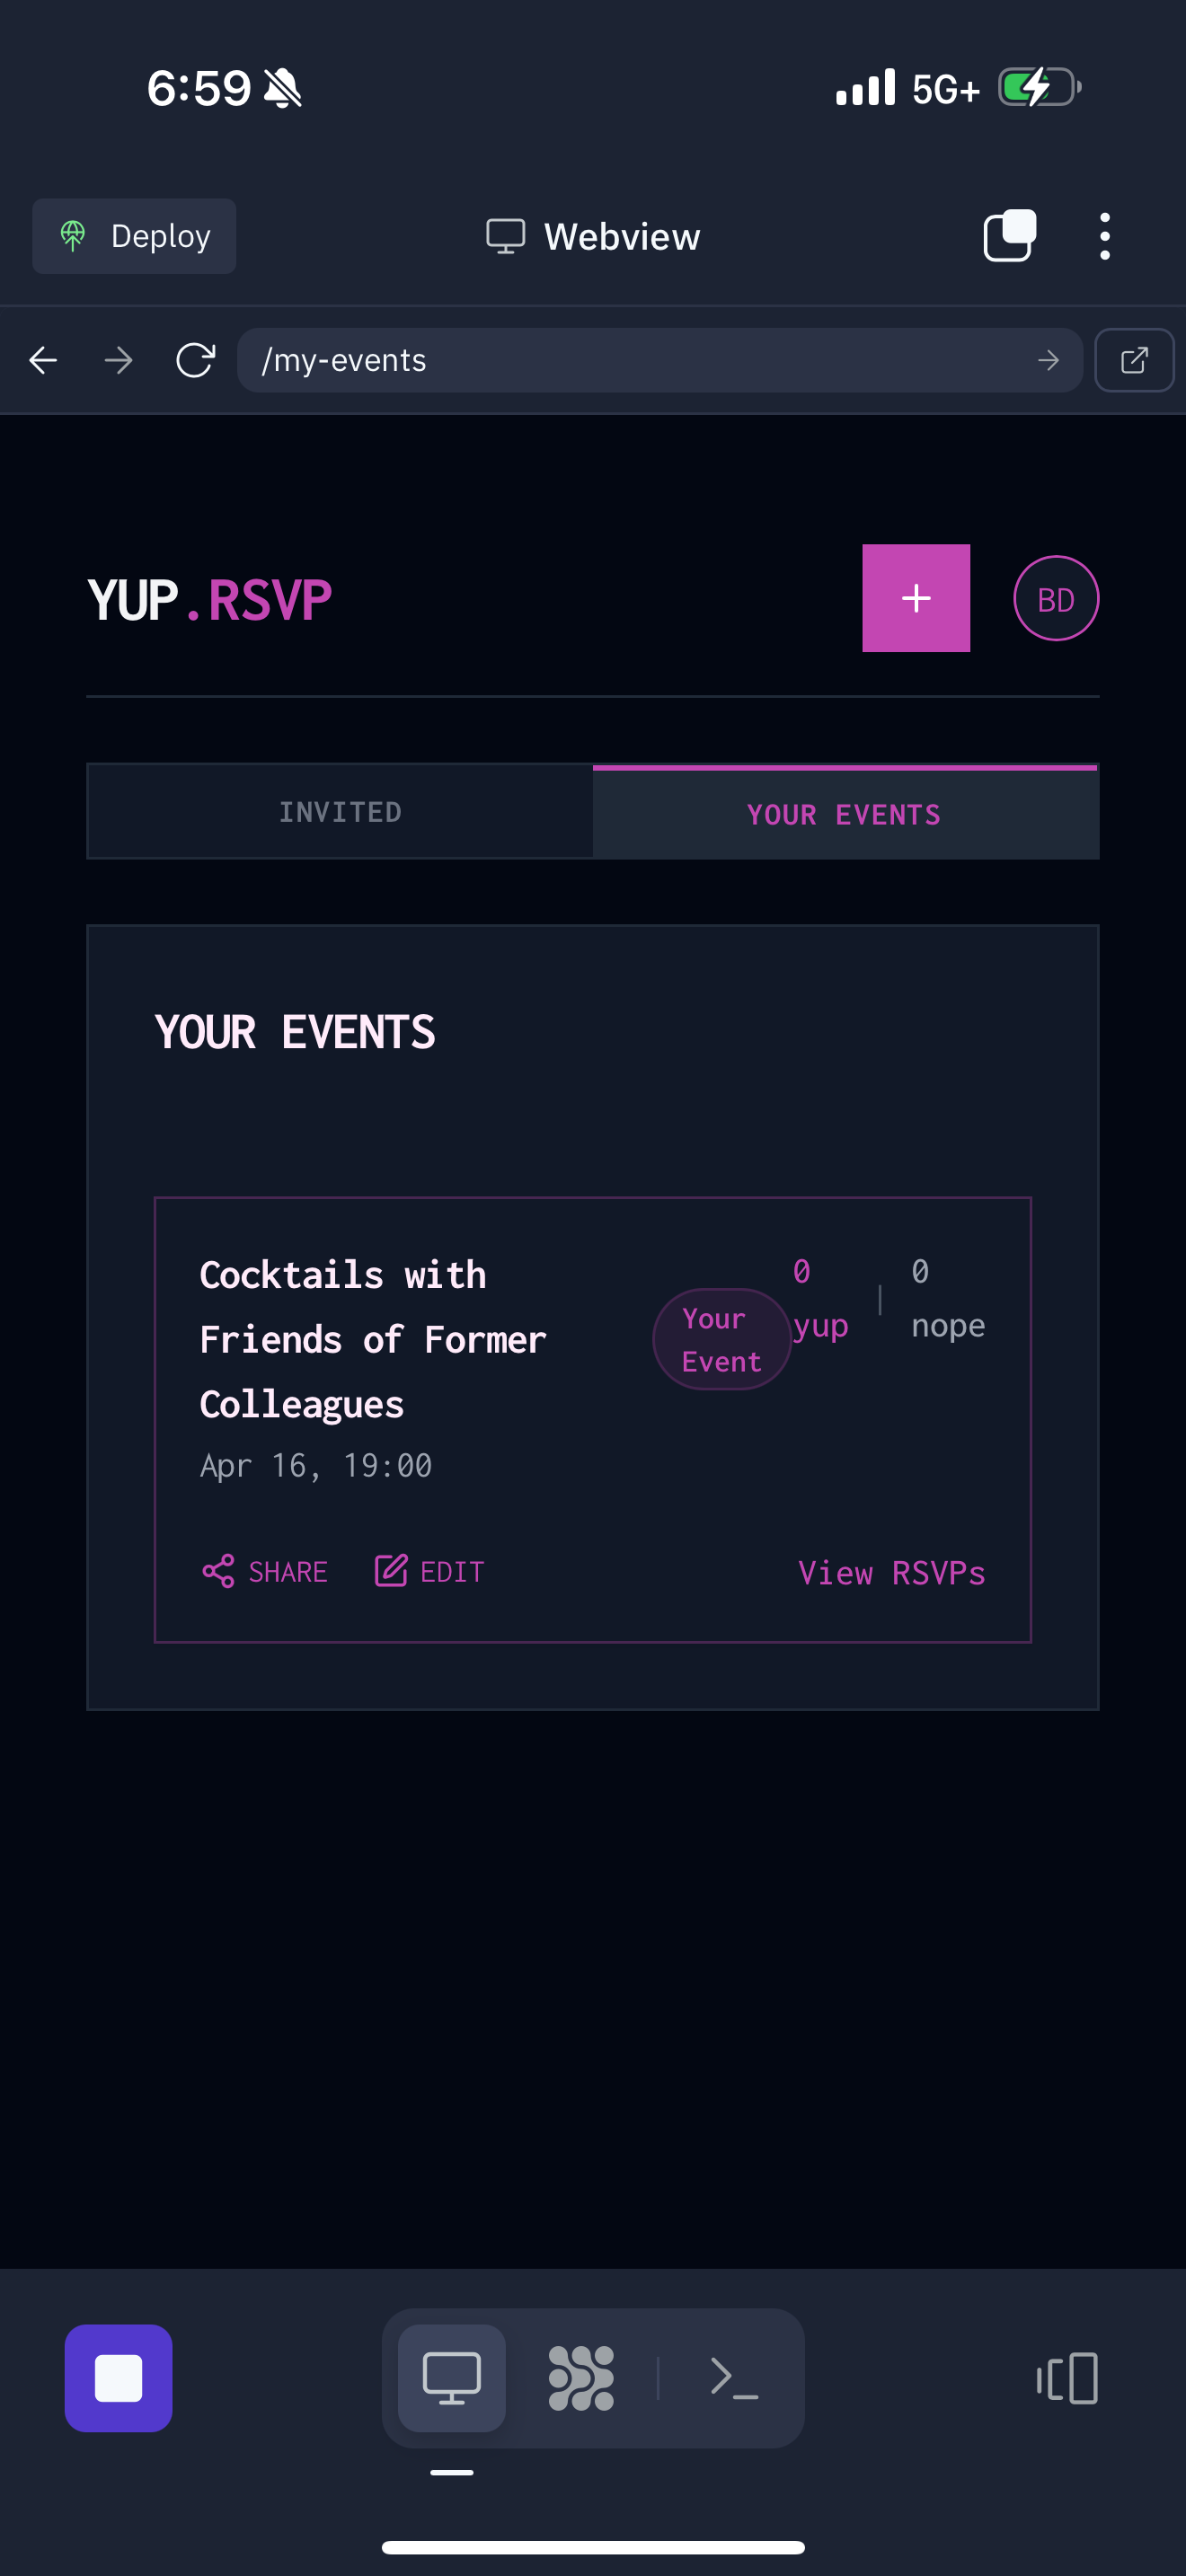 6:59
5G+
Deploy
Webview
/my-events
YUP.RSVP
+
BD
INVITED
YOUR EVENTS
YOUR EVENTS
Cocktails with
Friends of Former
Colleagues
Your
Event
0
yup
|
0
nope
Apr 16, 19:00
SHARE
EDIT
View RSVPs